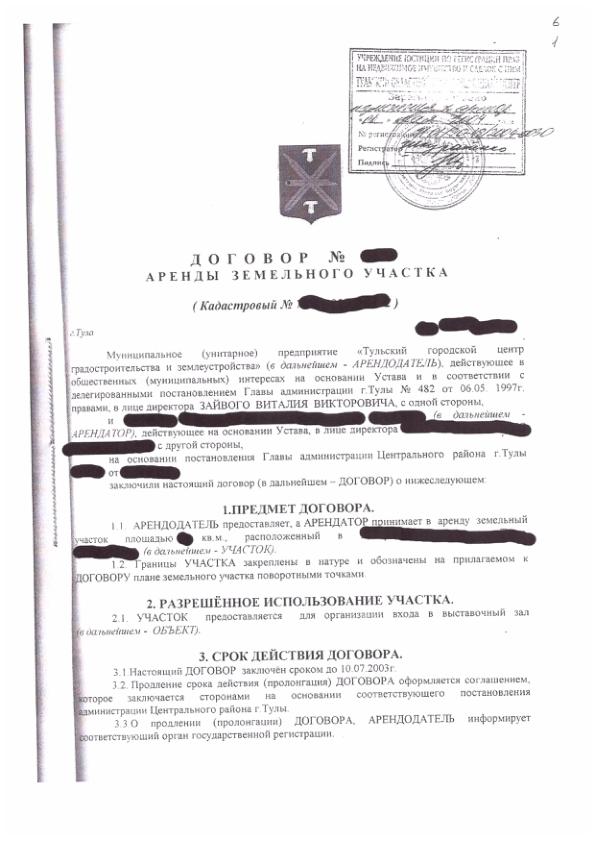 6
1
УЧРЕЖДЕНИЕ ЮСТИЦИИ ПО РЕГИСТРАЦИИ ПРАВ
НА НЕДВИЖИМОЕ ИМУЩЕСТВО И СДЕЛОК С НИМ
№ регистрации
Регистратор
Подпись
ДОГОВОР №
АРЕНДЫ ЗЕМЕЛЬНОГО УЧАСТКА
( Кадастровый № )
г.Тула
Муниципальное (унитарное) предприятие «Тульский городской центр
градостроительства и землеустройства» (в дальнейшем - АРЕНДОДАТЕЛЬ), действующее в
общественных (муниципальных) интересах на основании Устава и в соответствии с
делегированными постановлением Главы администрации г.Тулы № 482 от 06.05. 1997г.
правами, в лице директора ЗАЙВОГО ВИТАЛИЯ ВИКТОРОВИЧА, с одной стороны,
и (в дальнейшем -
АРЕНДАТОР), действующее на основании Устава, в лице директора
с другой стороны,
на основании постановления Главы администрации Центрального района г.Тулы
от
заключили настоящий договор (в дальнейшем – ДОГОВОР) о нижеследующем:
1.ПРЕДМЕТ ДОГОВОРА.
1.1. АРЕНДОДАТЕЛЬ предоставляет, а АРЕНДАТОР принимает в аренду земельный
участок площадью кв.м., расположенный в
(в дальнейшем - УЧАСТОК).
1.2. Границы УЧАСТКА закреплены в натуре и обозначены на прилагаемом к
ДОГОВОРУ плане земельного участка поворотными точками.
2. РАЗРЕШЁННОЕ ИСПОЛЬЗОВАНИЕ УЧАСТКА.
2.1. УЧАСТОК предоставляется для организации входа в выставочный зал
(в дальнейшем - ОБЪЕКТ).
3. СРОК ДЕЙСТВИЯ ДОГОВОРА.
3.1.Настоящий ДОГОВОР заключён сроком до 10.07.2003г.
3.2. Продление срока действия (пролонгация) ДОГОВОРА оформляется соглашением,
которое заключается сторонами на основании соответствующего постановления
администрации Центрального района г.Тулы.
3.3.О продлении (пролонгации) ДОГОВОРА, АРЕНДОДАТЕЛЬ информирует
соответствующий орган государственной регистрации.